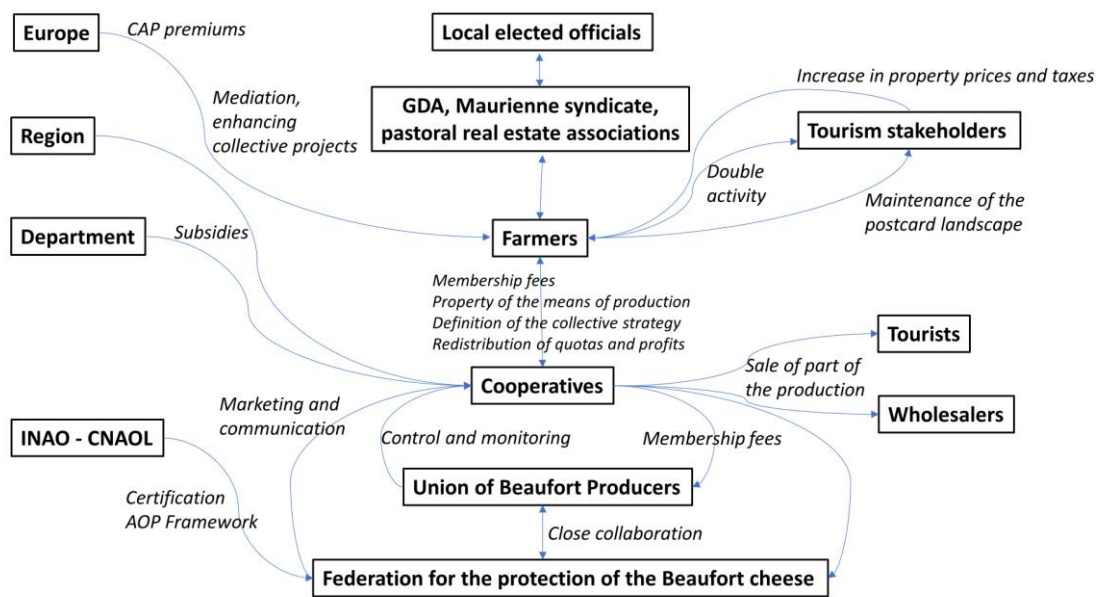 Europe
CAP premiums
Local elected officials
Increase in property prices and taxes
Mediation,
enhancing
collective projects
GDA, Maurienne syndicate,
pastoral real estate associations
Region
Tourism stakeholders
Double
activity
Maintenance of the
postcard landscape
Department
Subsidies
Farmers
Membership fees
Property of the means of production
Definition of the collective strategy
Redistribution of quotas and profits
Tourists
Sale of part of
the production
Cooperatives
Wholesalers
Marketing and
communication
INAO - CNAOL
Control and monitoring
Membership fees
Union of Beaufort Producers
Certification
AOP Framework
Close collaboration
Federation for the protection of the Beaufort cheese